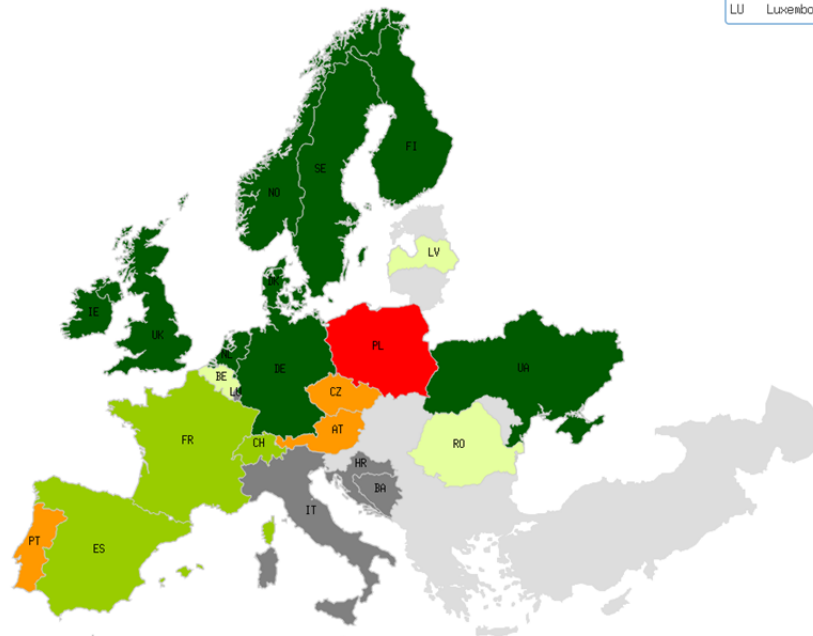 LU Luxembo
FI
SE
NO
LV
DK
IE
UK
PL
NL
DE
UA
BE
LU
CZ
AT
FR
CH
RO
HR
BA
IT
PT
ES